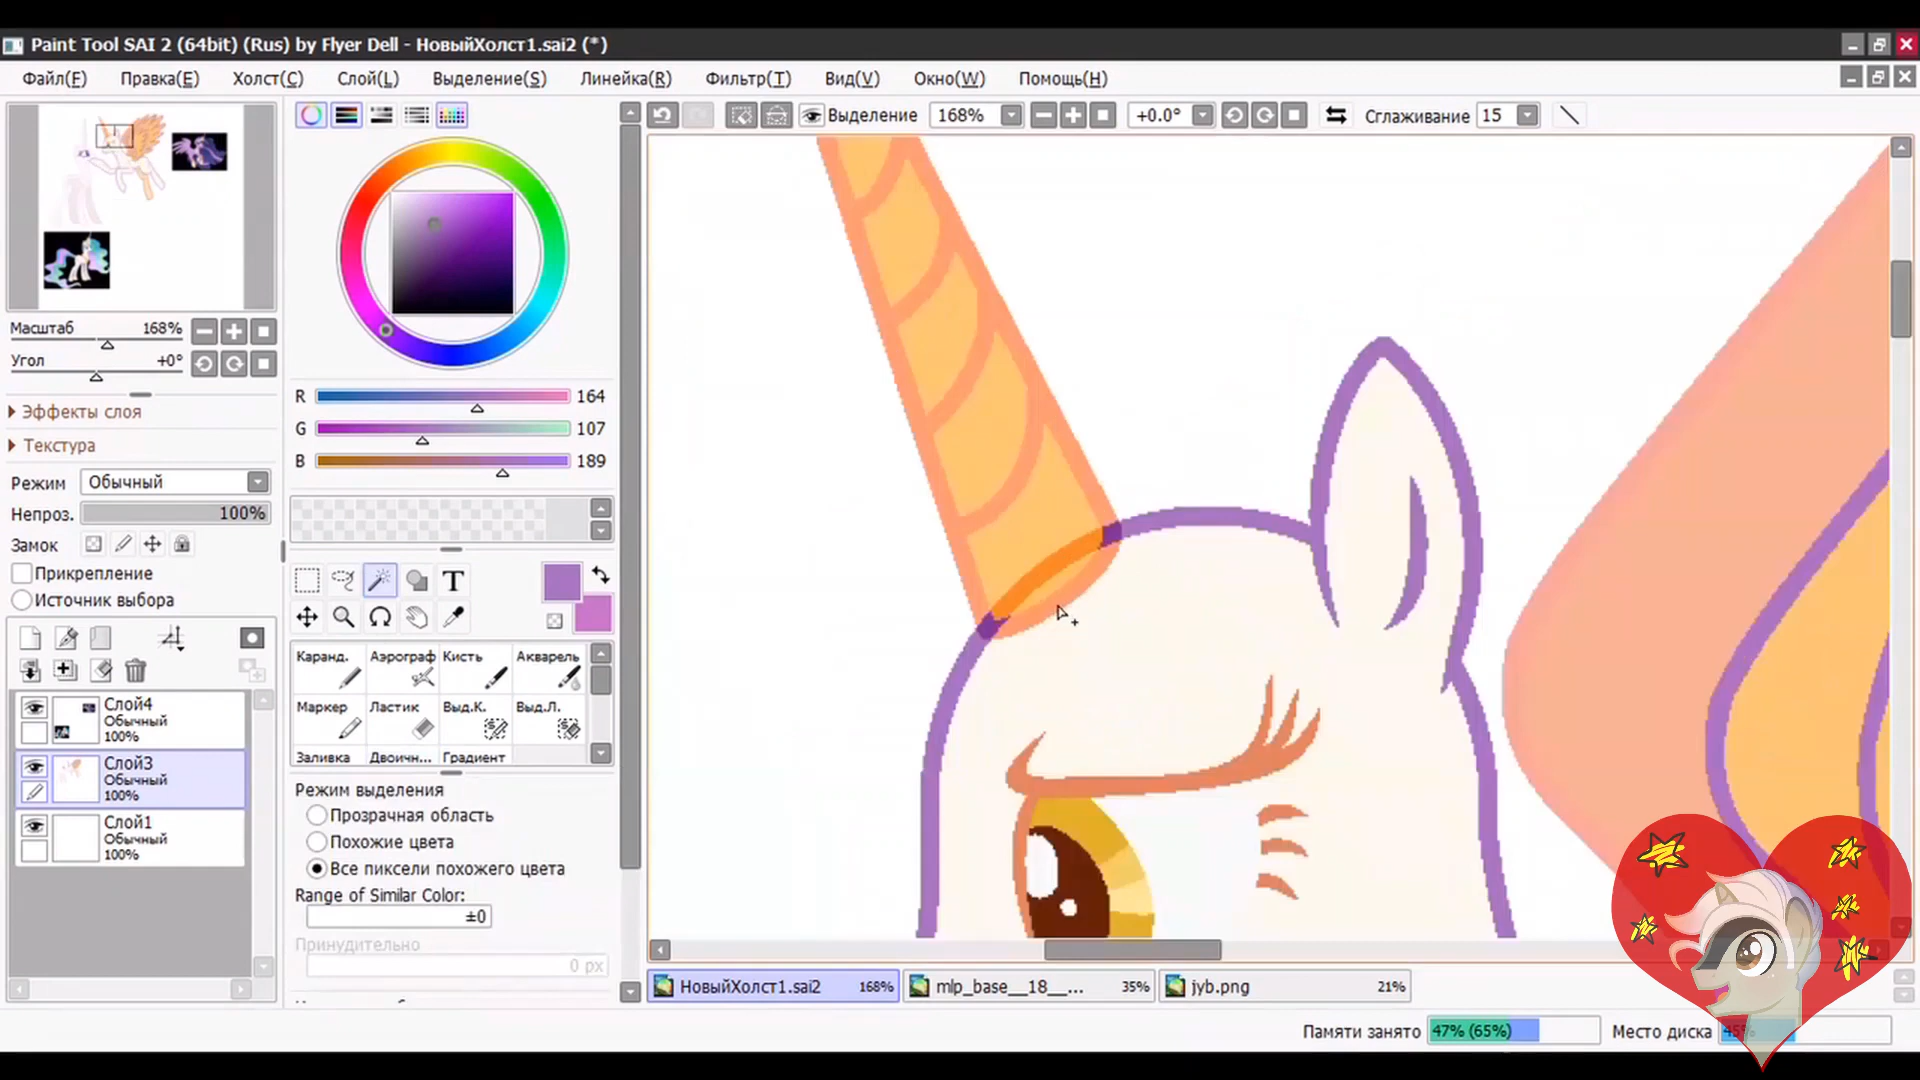 Paint Tool SAI 2 (64bit) (Rus) by Flyer Dell - НовыйХолст1.sai2 (*)
Файл(F) Правка(E) Холст(C) Слой(L) Выделение(S) Линейка(R) Фильтр(T) Вид(V) Окно(W) Помощь(H)
Выделение 168% +0.0° Сглаживание 15
Масштаб 168%
Угол +0°
Эффекты слоя
Текстура
Режим Обычный
Непроз. 100%
Замок
Прикрепление
Источник выбора
Слой4
Обычный
100%
Слой3
Обычный
100%
Слой1
Обычный
100%
R 164
G 107
B 189
T
Каранд. Аэрограф Кисть Акварель
Маркер Ластик Выд.К. Выд.Л.
Заливка Двоичн... Градиент
Режим выделения
Прозрачная область
Похожие цвета
Все пиксели похожего цвета
Range of Similar Color:
±0
Принудительно
0 px
НовыйХолст1.sai2 168% mlp_base__18__... 35% jyb.png 21%
Памяти занято 47% (65%) Место диска 45%